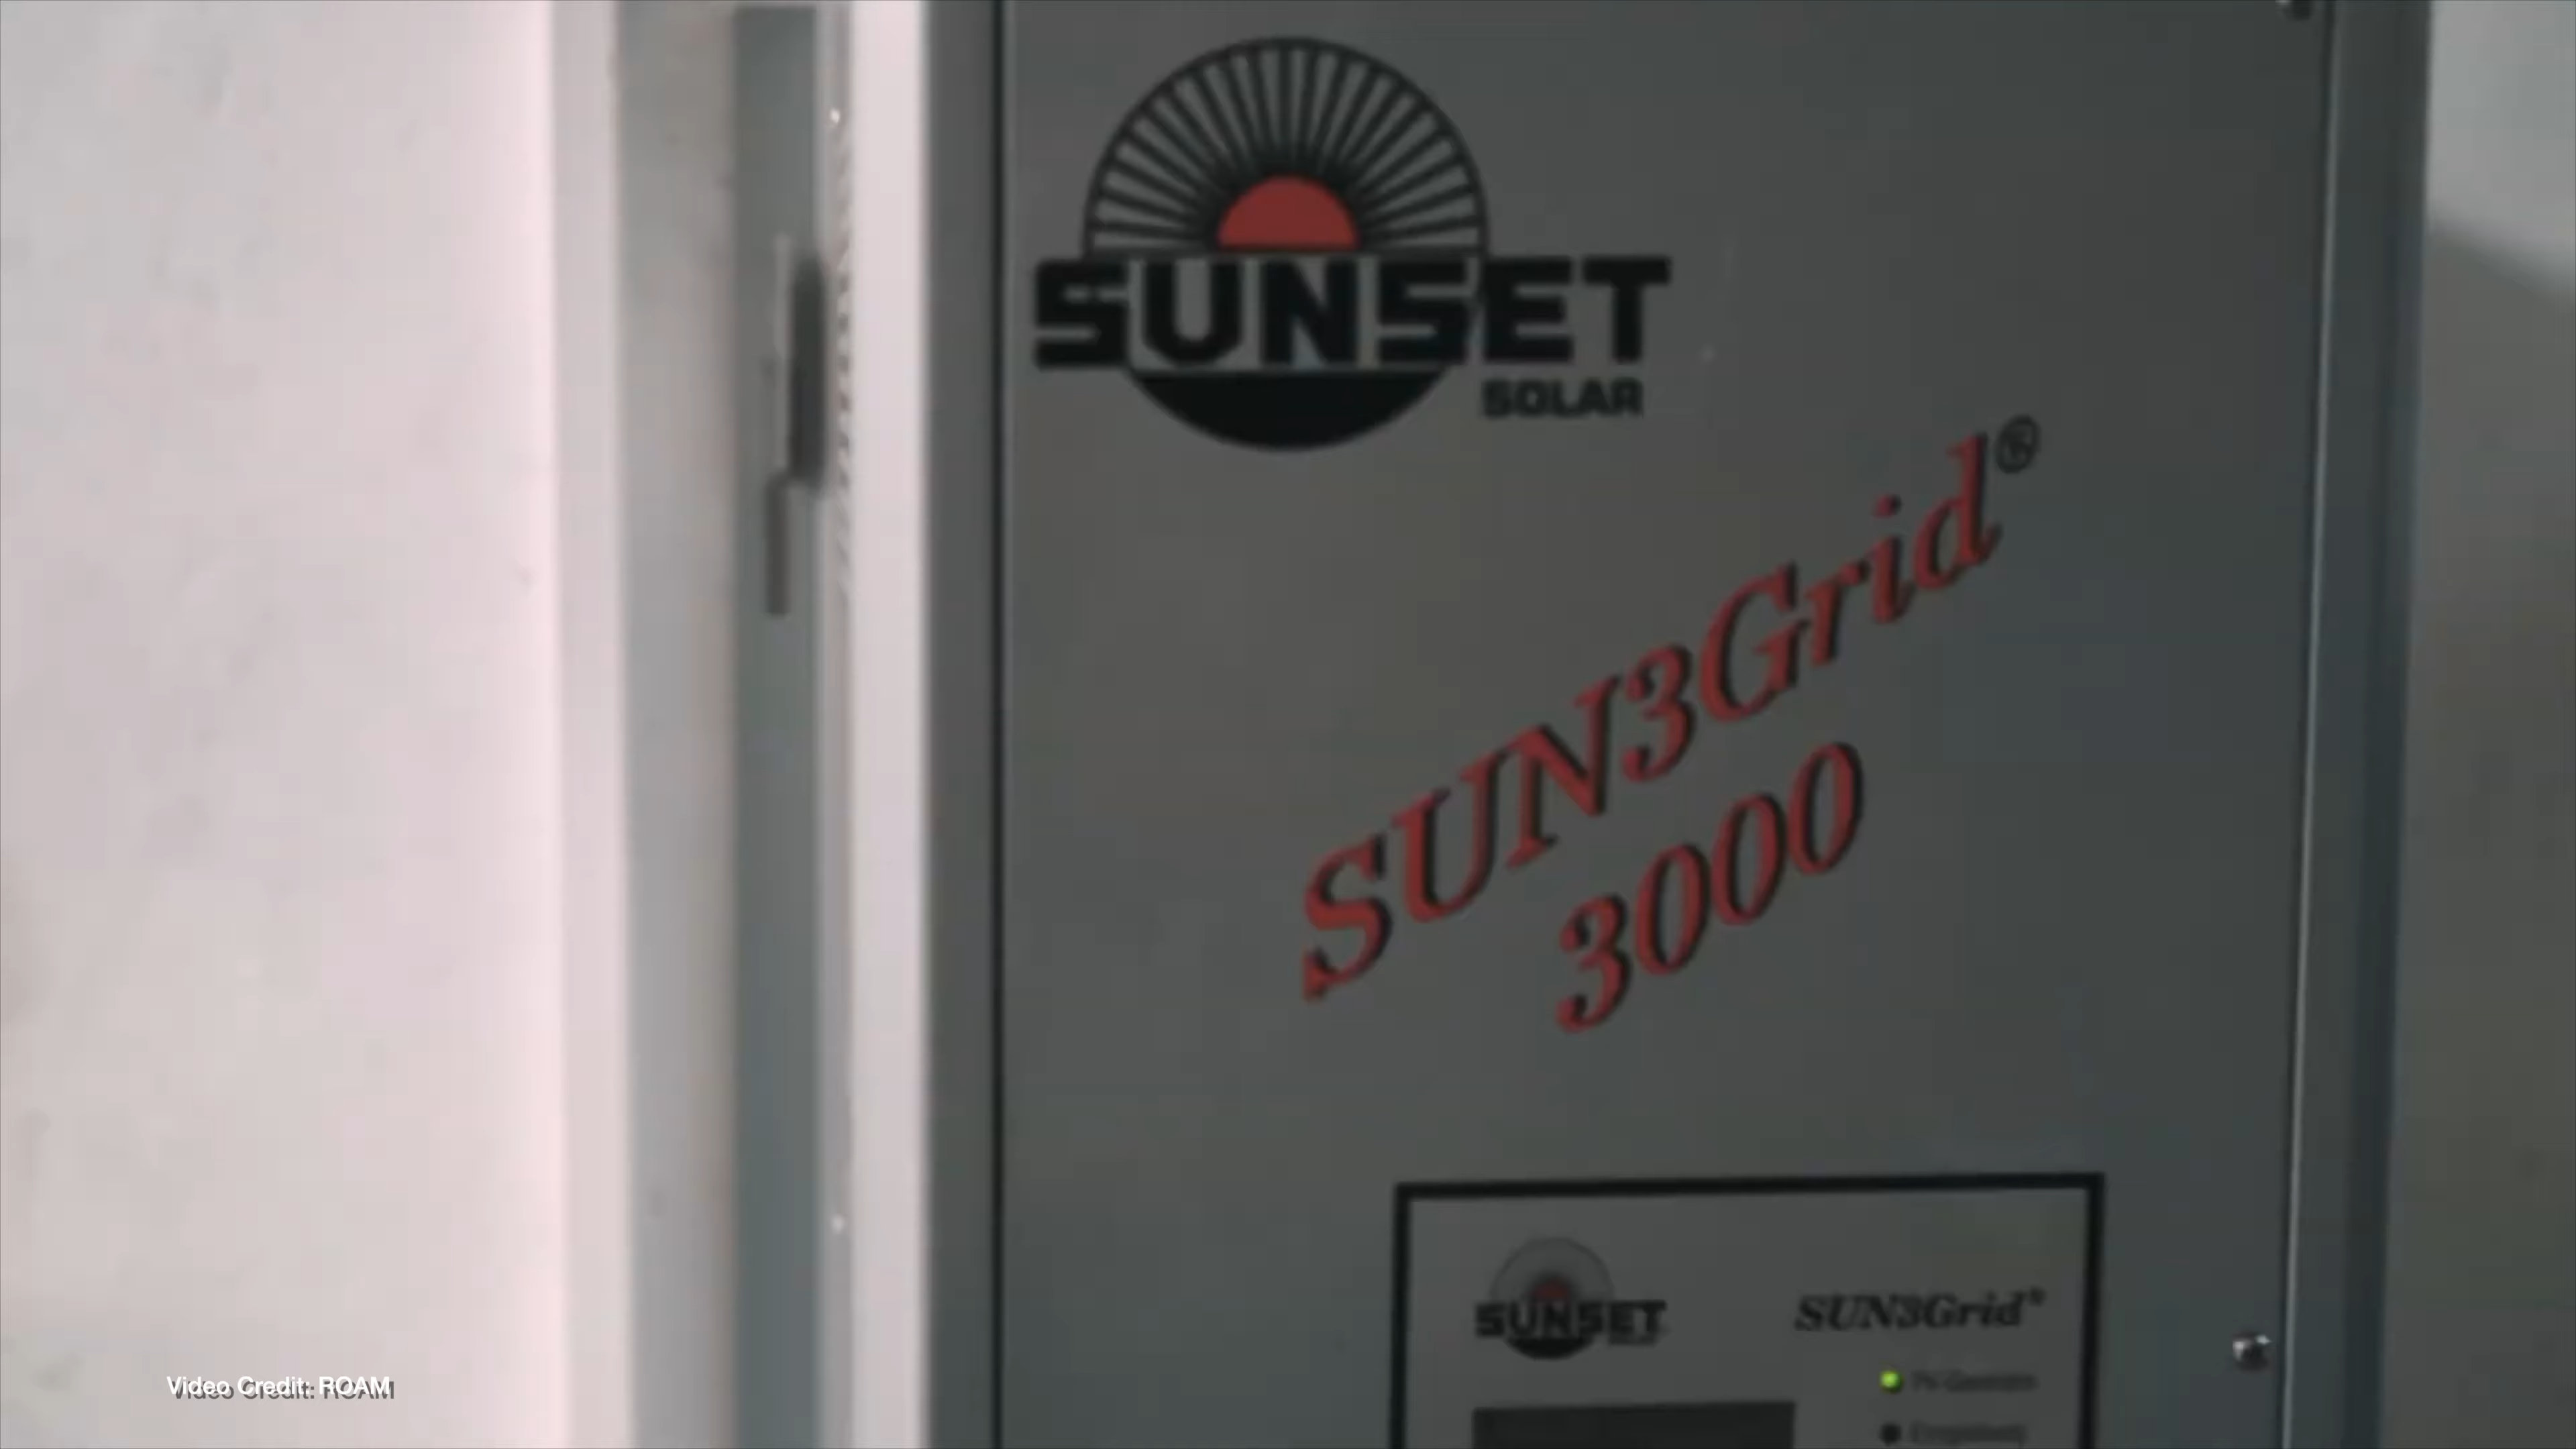 SUNSET
SOLAR
SUN3Grid®
3000
SUNSET
SUN3Grid®
Video Credit: ROAM